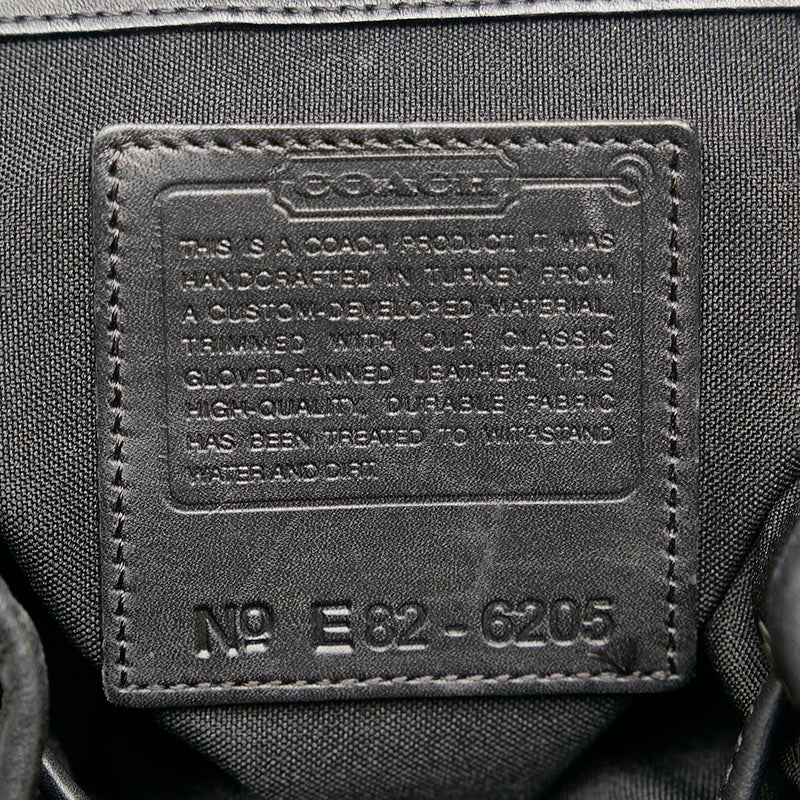 COACH
THIS IS A COACH PRODUCT. IT WAS
HANDCRAFTED IN TURKEY FROM
A CUSTOM-DEVELOPED MATERIAL,
TRIMMED WITH OUR CLASSIC
GLOVED-TANNED LEATHER. THIS
HIGH-QUALITY, DURABLE FABRIC
HAS BEEN TREATED TO WITHSTAND
WATER AND DIRT.
Nº E82-6205